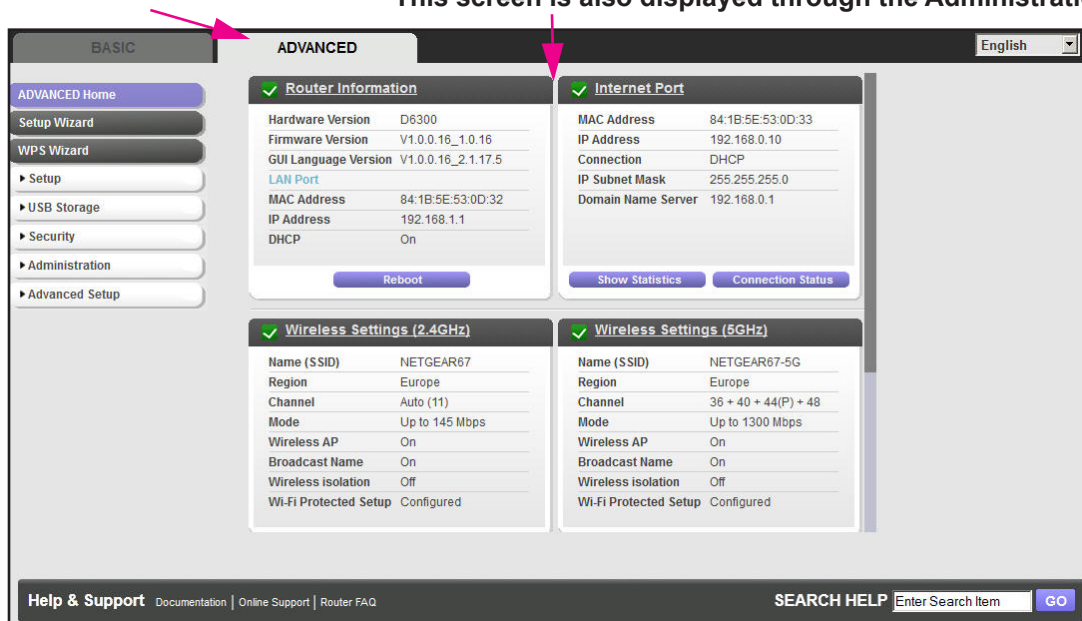 This screen is also displayed through the Administrati
BASIC
ADVANCED
English
ADVANCED Home
Setup Wizard
WPS Wizard
Setup
USB Storage
Security
Administration
Advanced Setup
Router Information
Hardware Version D6300
Firmware Version V1.0.0.16_1.0.16
GUI Language Version V1.0.0.16_2.1.17.5
LAN Port
MAC Address 84:1B:5E:53:0D:32
IP Address 192.168.1.1
DHCP On
Reboot
Internet Port
MAC Address 84:1B:5E:53:0D:33
IP Address 192.168.0.10
Connection DHCP
IP Subnet Mask 255.255.255.0
Domain Name Server 192.168.0.1
Show Statistics Connection Status
Wireless Settings (2.4GHz)
Name (SSID) NETGEAR67
Region Europe
Channel Auto (11)
Mode Up to 145 Mbps
Wireless AP On
Broadcast Name On
Wireless isolation Off
Wi-Fi Protected Setup Configured
Wireless Settings (5GHz)
Name (SSID) NETGEAR67-5G
Region Europe
Channel 36 + 40 + 44(P) + 48
Mode Up to 1300 Mbps
Wireless AP On
Broadcast Name On
Wireless isolation Off
Wi-Fi Protected Setup Configured
Help & Support Documentation | Online Support | Router FAQ
SEARCH HELP Enter Search Item GO